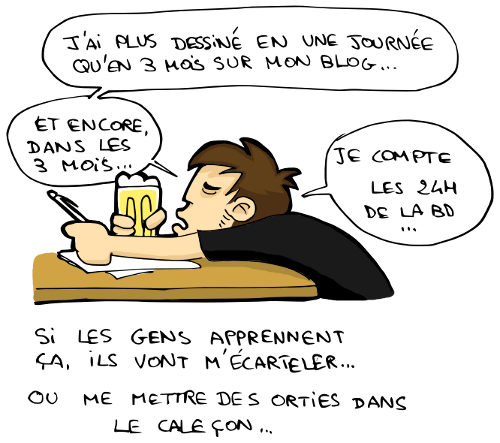 J'AI PLUS DESSINÉ EN UNE JOURNÉE
QU'EN 3 MOIS SUR MON BLOG...
ET ENCORE,
DANS LES
3 MOIS...
JE COMPTE
LES 24H
DE LA BD
...
SI LES GENS APPRENNENT
ÇA, ILS VONT M'ÉCARTELER...
OU ME METTRE DES ORTIES DANS
LE CALEÇON...